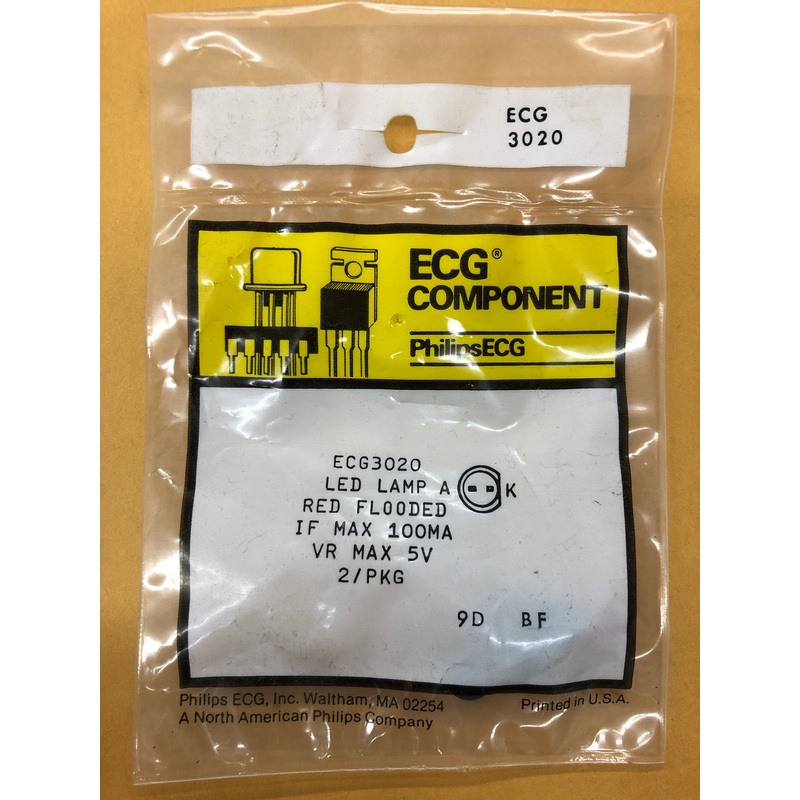 ECG
3020
ECG®
COMPONENT
PhilipsECG
ECG3020
LED LAMP A K
RED FLOODED
IF MAX 100MA
VR MAX 5V
2/PKG
9D BF
Philips ECG, Inc. Waltham, MA 02254
A North American Philips Company
Printed in U.S.A.